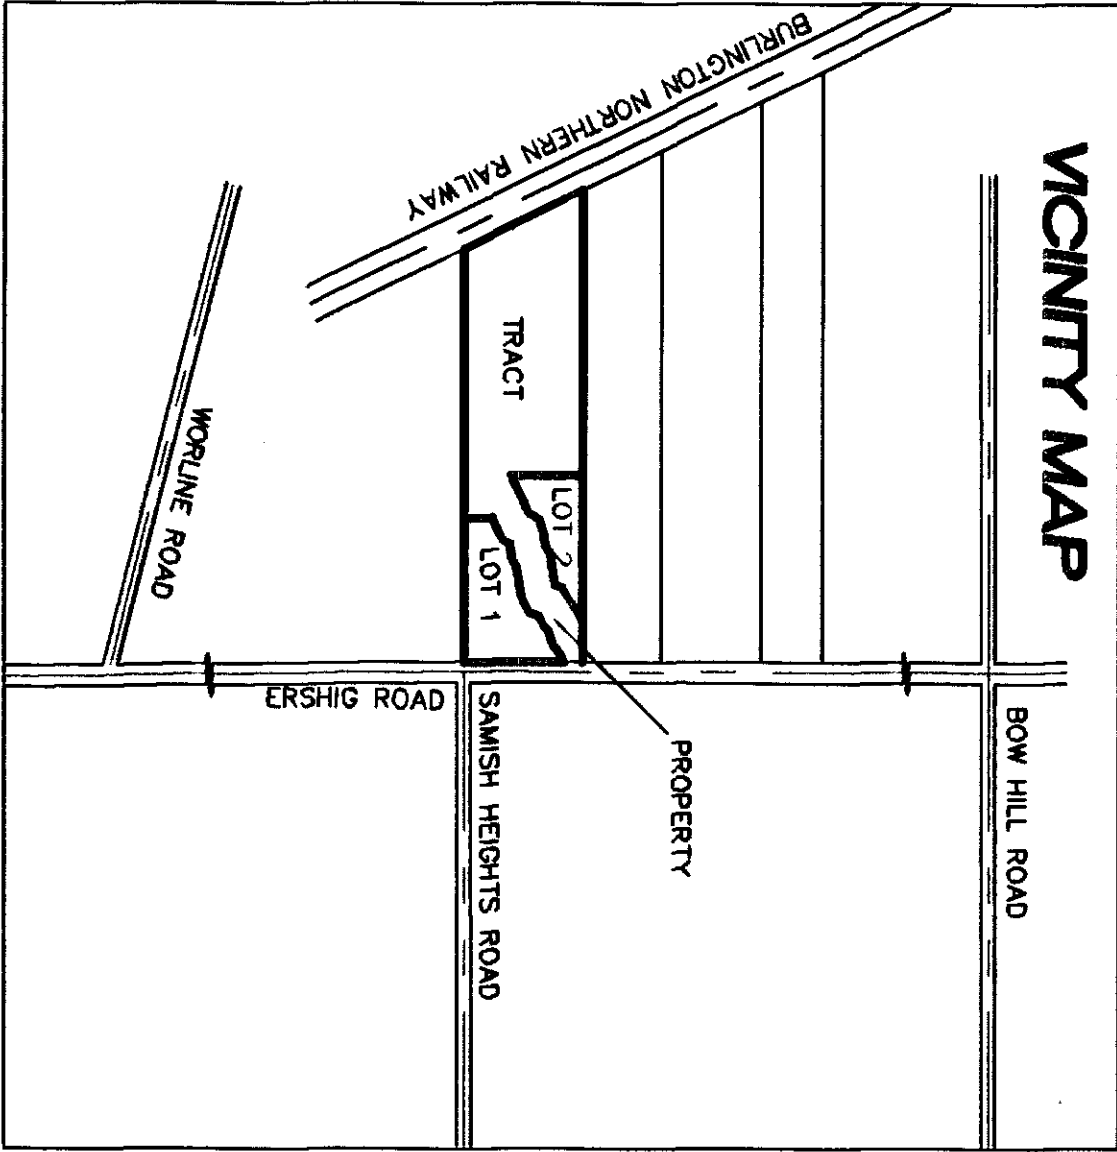 VICINITY MAP
BOW HILL ROAD
BURLINGTON NORTHERN RAILWAY
PROPERTY
TRACT
LOT 2
LOT 1
SAMISH HEIGHTS ROAD
ERSHIG ROAD
WORLINE ROAD